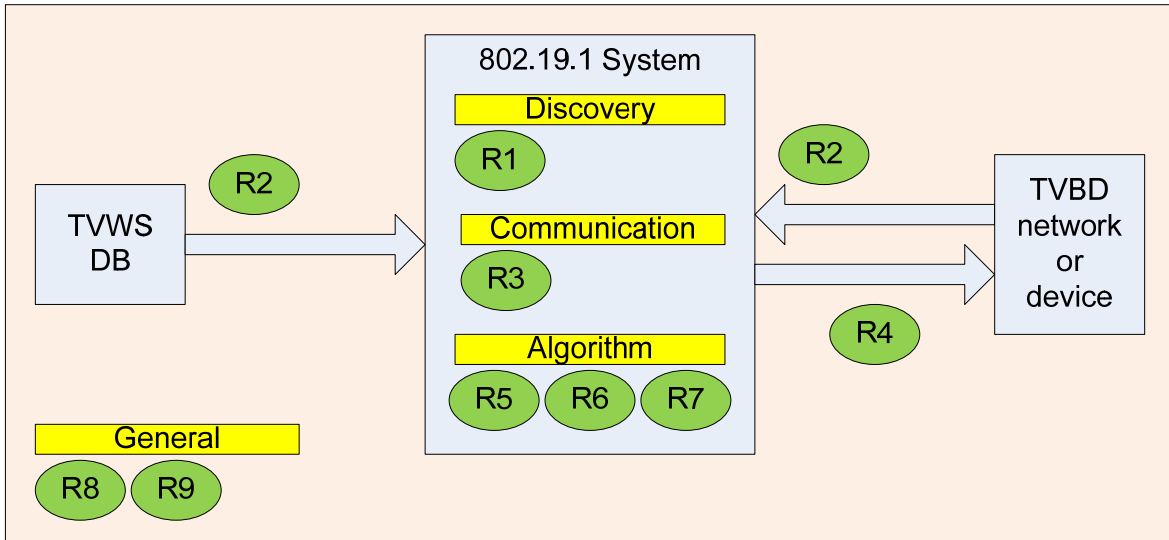 802.19.1 System
Discovery
R1
Communication
R3
Algorithm
R5 R6 R7
R2
TVWS
DB
R2
TVBD
network
or
device
R4
General
R8 R9